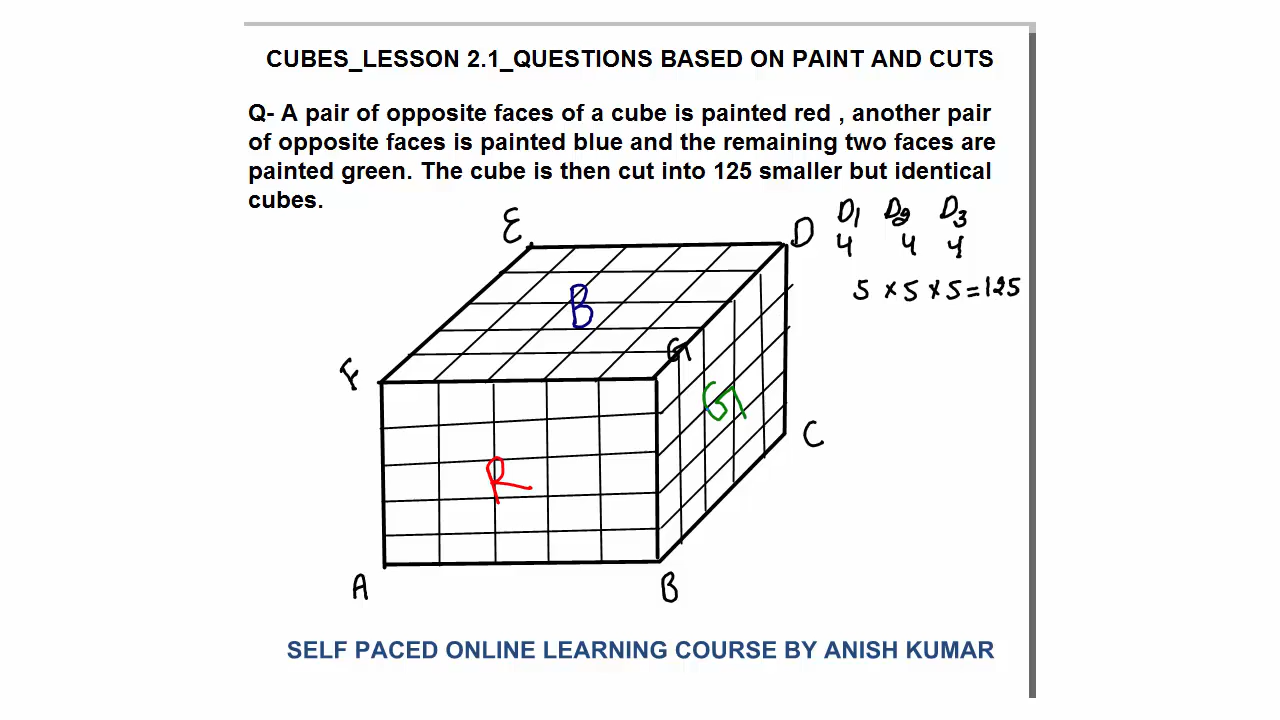 CUBES_LESSON 2.1_QUESTIONS BASED ON PAINT AND CUTS
Q- A pair of opposite faces of a cube is painted red , another pair
of opposite faces is painted blue and the remaining two faces are
painted green. The cube is then cut into 125 smaller but identical
cubes.
D1 D2 D3
4 4 4
5 × 5 × 5 = 125
E
D
B
F
G
G
R
C
A
B
SELF PACED ONLINE LEARNING COURSE BY ANISH KUMAR